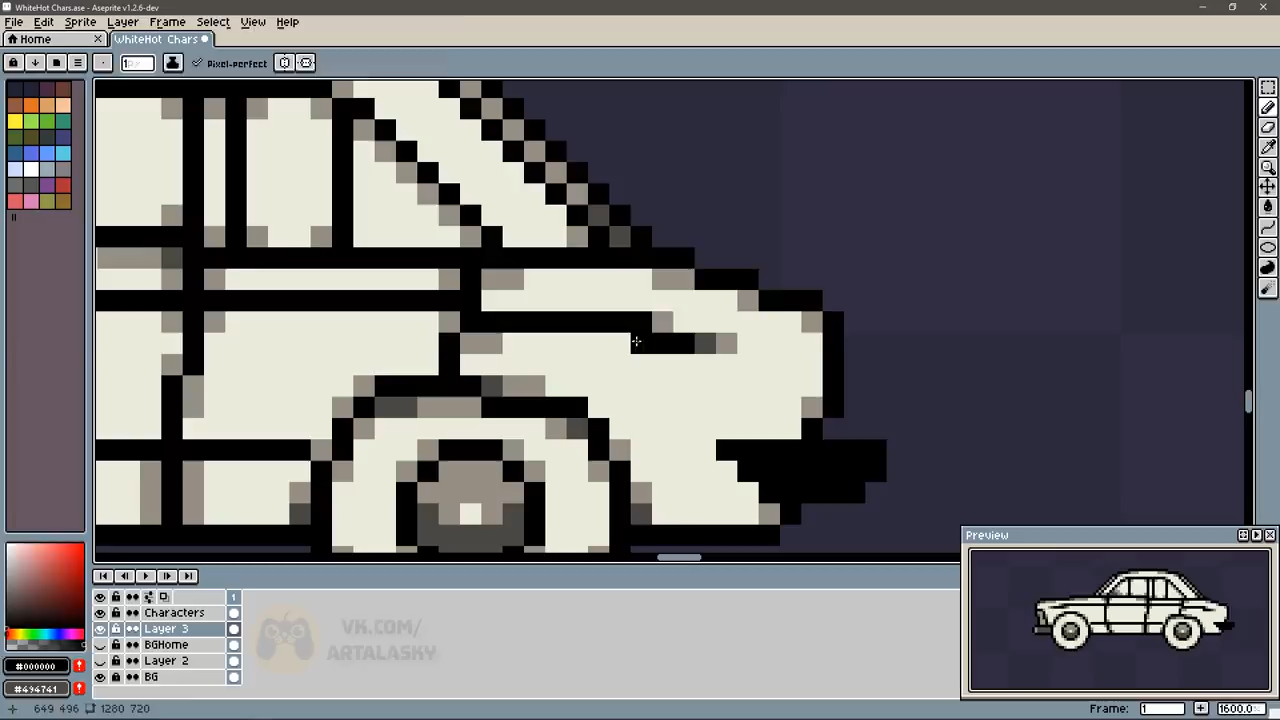 WhiteHot Chars.ase - Aseprite v1.2.6-dev
File Edit Sprite Layer Frame Select View Help
Home
WhiteHot Chars
Pixel-perfect
Preview
1
Characters
Layer 3
BGHome
Layer 2
BG
VK.COM/
ARTALASKY
#000000
#494741
649 496 1280 720
Frame: 1
1600.0